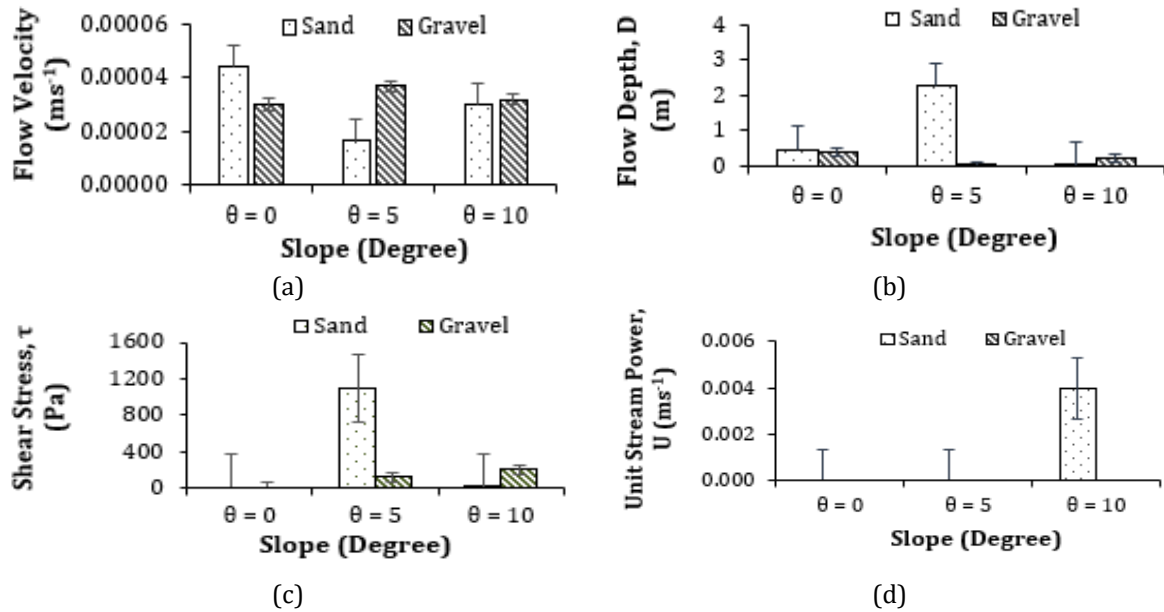 Sand Gravel
Flow Velocity
(ms-1)
0.00006
0.00004
0.00002
0.00000
θ = 0 θ = 5 θ = 10
Slope (Degree)
(a)
Sand Gravel
Flow Depth, D
(m)
4
3
2
1
0
θ = 0 θ = 5 θ = 10
Slope (Degree)
(b)
Sand Gravel
Shear Stress, τ
(Pa)
1600
1200
800
400
0
θ = 0 θ = 5 θ = 10
Slope (Degree)
(c)
Sand Gravel
Unit Stream Power,
U (ms-1)
0.006
0.004
0.002
0.000
θ = 0 θ = 5 θ = 10
Slope (Degree)
(d)